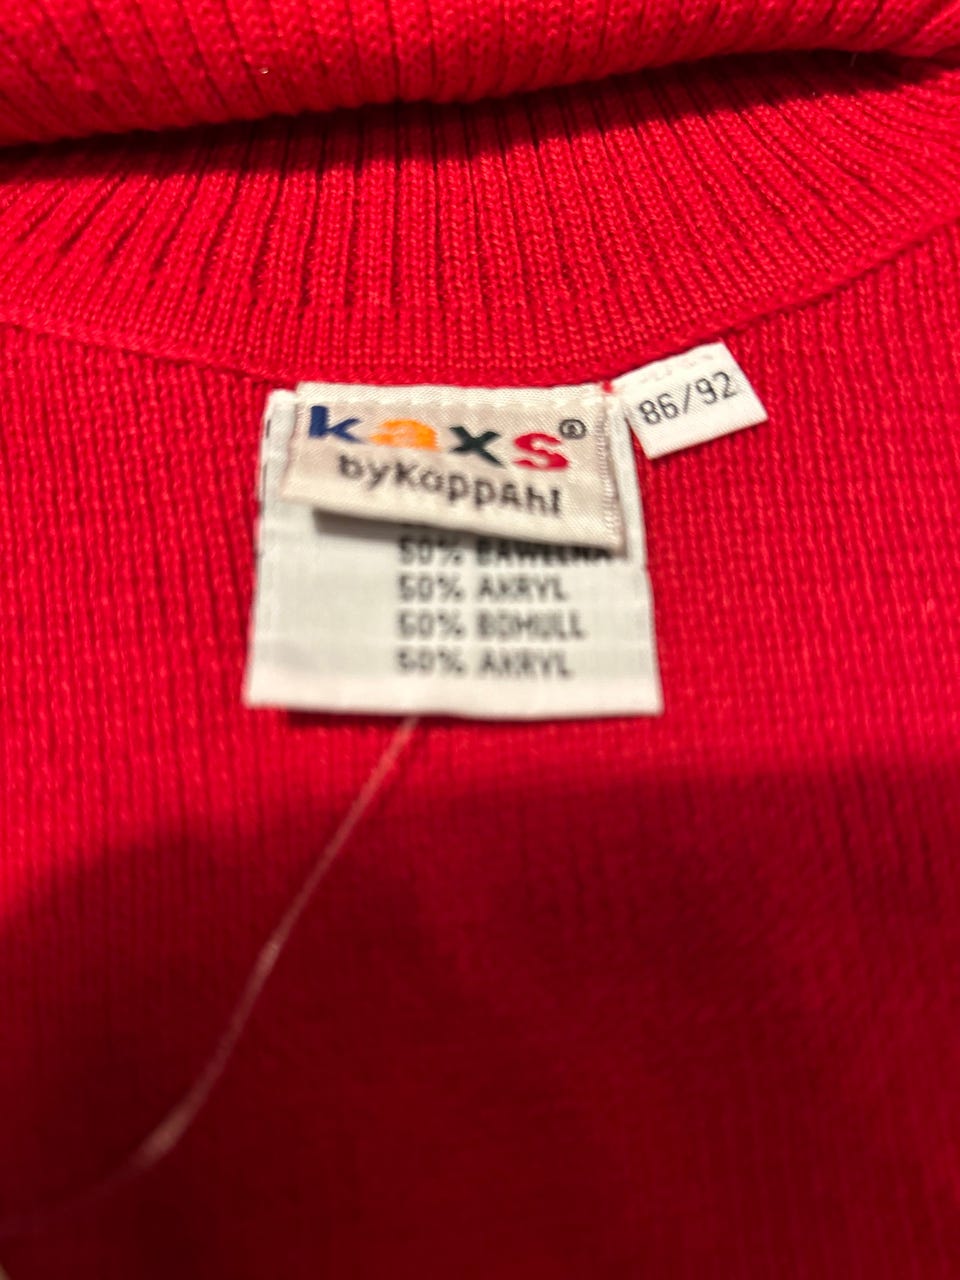 kaxs®
byKappAhl
86/92
50% BAWEŁNA
50% AKRYL
50% BOMULL
50% AKRYL